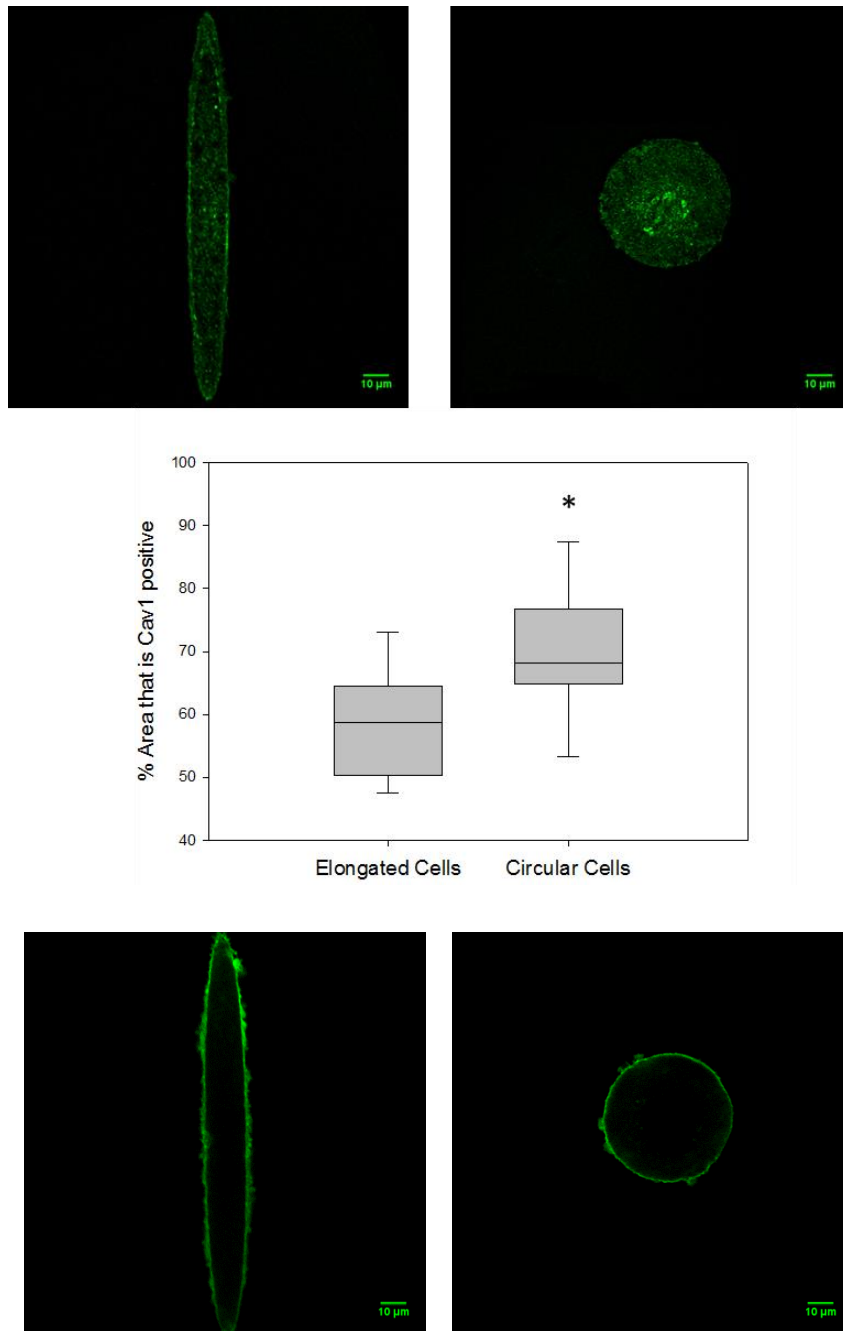 10 µm
10 µm
100
90
80
70
60
50
40
% Area that is Cav1 positive
*
Elongated Cells
Circular Cells
10 µm
10 µm